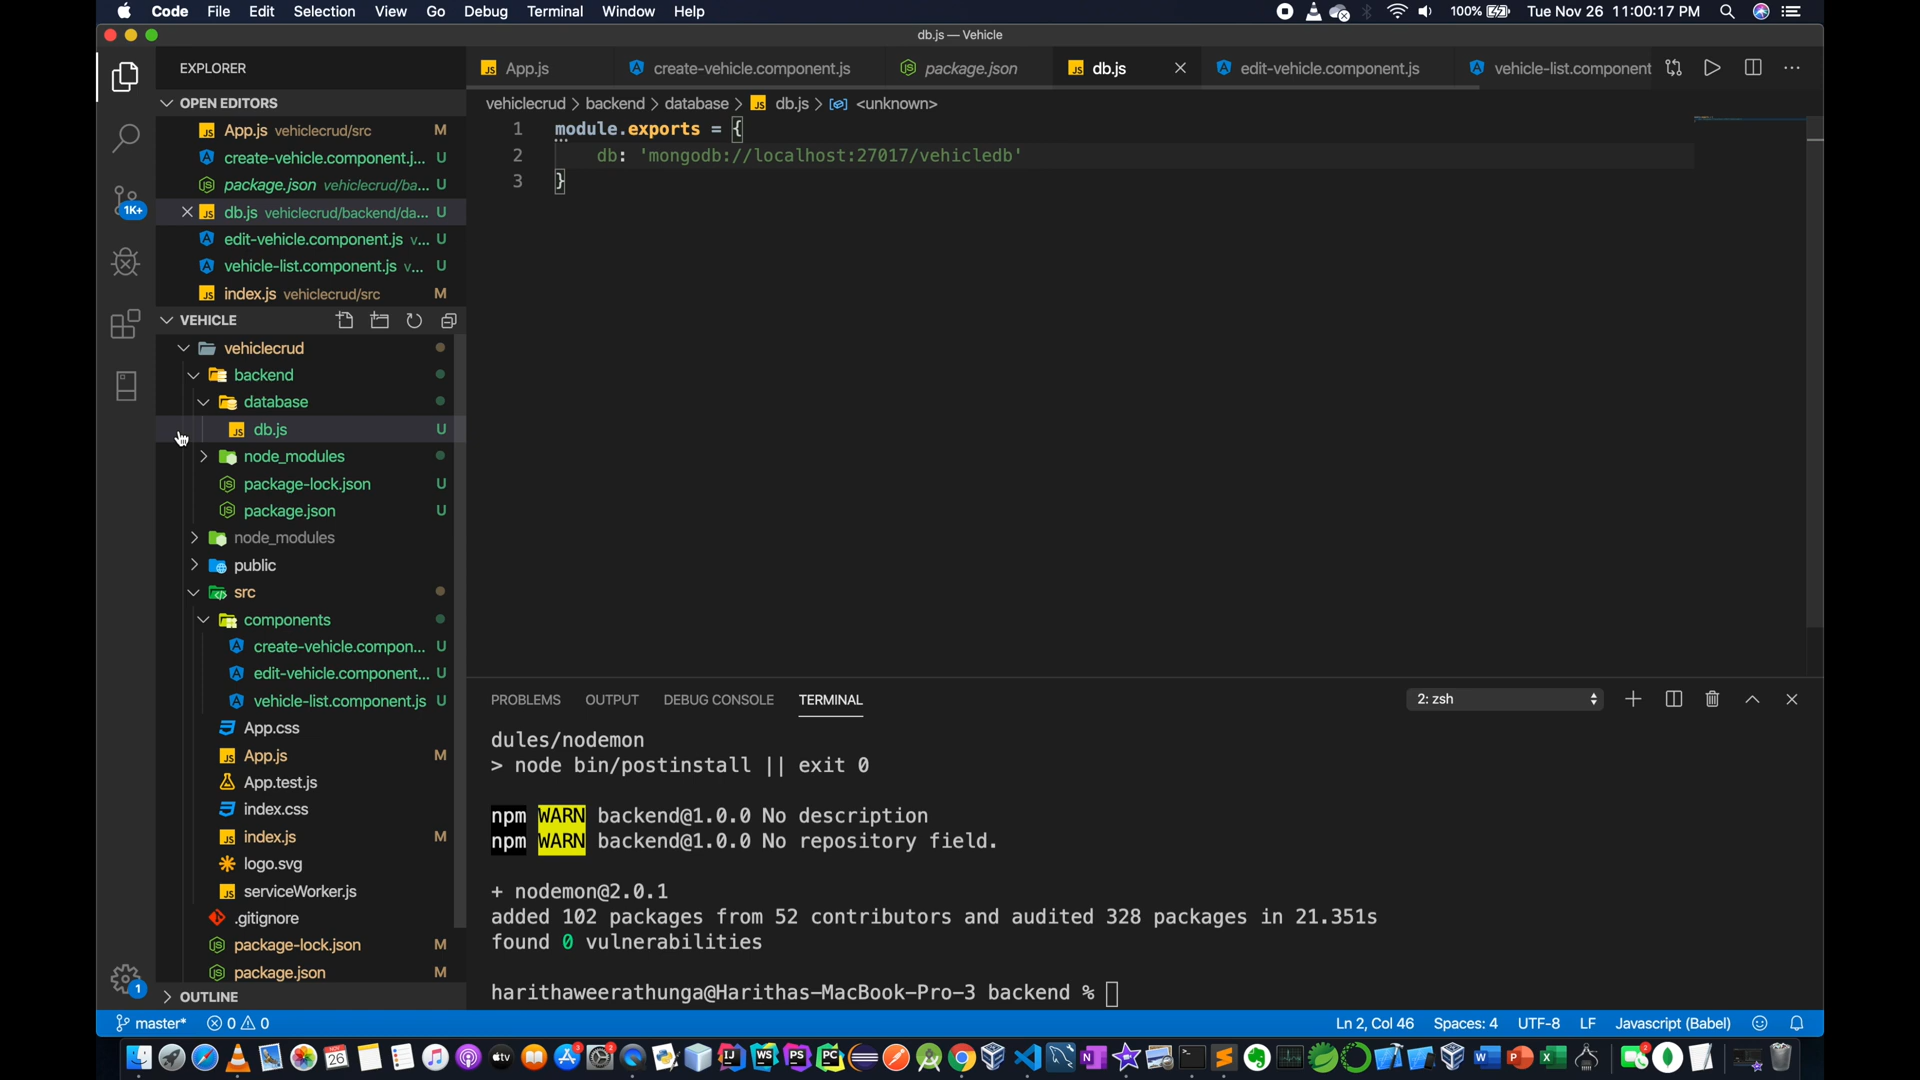 Code File Edit Selection View Go Debug Terminal Window Help 100% Tue Nov 26 11:00:17 PM
db.js — Vehicle
EXPLORER
App.js create-vehicle.component.js package.json db.js edit-vehicle.component.js vehicle-list.component
OPEN EDITORS
vehiclecrud > backend > database > db.js > <unknown>
App.js vehiclecrud/src M
create-vehicle.component.j... U
package.json vehiclecrud/ba... U
db.js vehiclecrud/backend/da... U
edit-vehicle.component.js v... U
vehicle-list.component.js v... U
index.js vehiclecrud/src M
1 module.exports = {
2 db: 'mongodb://localhost:27017/vehicledb'
3 }
1K+
VEHICLE
vehiclecrud
backend
database
db.js U
node_modules
package-lock.json U
package.json U
node_modules
public
src
components
create-vehicle.compon... U
edit-vehicle.component... U
vehicle-list.component.js U
App.css
App.js M
App.test.js
index.css
index.js M
logo.svg
serviceWorker.js
.gitignore
package-lock.json M
package.json M
1
OUTLINE
PROBLEMS OUTPUT DEBUG CONSOLE TERMINAL 2: zsh
dules/nodemon
> node bin/postinstall || exit 0
npm WARN backend@1.0.0 No description
npm WARN backend@1.0.0 No repository field.
+ nodemon@2.0.1
added 102 packages from 52 contributors and audited 328 packages in 21.351s
found 0 vulnerabilities
harithaweerathunga@Harithas-MacBook-Pro-3 backend %
master* 0 0 Ln 2, Col 46 Spaces: 4 UTF-8 LF Javascript (Babel)